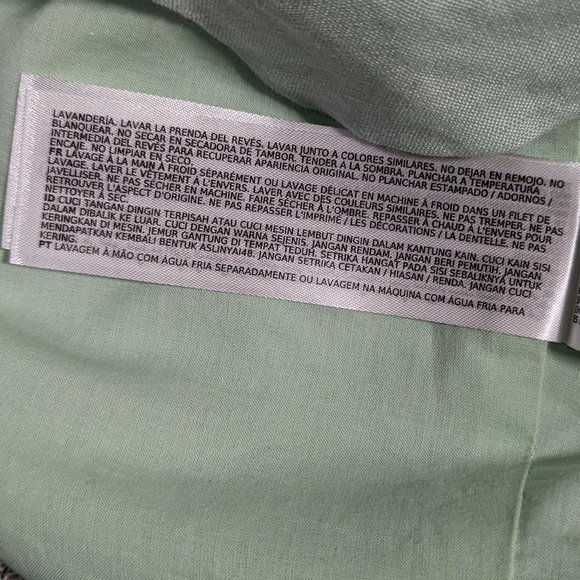 LAVANDERÍA. LAVAR LA PRENDA DEL REVÉS. LAVAR JUNTO A COLORES SIMILARES. NO DEJAR EN REMOJO. NO
BLANQUEAR. NO SECAR EN SECADORA DE TAMBOR. TENDER A LA SOMBRA. PLANCHAR A TEMPERATURA
INTERMEDIA DEL REVÉS PARA RECUPERAR APARIENCIA ORIGINAL. NO PLANCHAR ESTAMPADO / ADORNOS /
ENCAJE. NO LIMPIAR EN SECO.
FR LAVAGE À LA MAIN À FROID SÉPARÉMENT OU LAVAGE DÉLICAT EN MACHINE À FROID DANS UN FILET DE
LAVAGE. LAVER LE VÊTEMENT À L'ENVERS. LAVER AVEC DES COULEURS SIMILAIRES. NE PAS TREMPER. NE PAS
JAVELLISER. NE PAS SÉCHER EN MACHINE. FAIRE SÉCHER À L'OMBRE. REPASSER À CHAUD À L'ENVERS POUR
RETROUVER L'ASPECT D'ORIGINE. NE PAS REPASSER L'IMPRIMÉ / LES DÉCORATIONS / LA DENTELLE. NE PAS
NETTOYER À SEC.
ID CUCI TANGAN DINGIN TERPISAH ATAU CUCI MESIN LEMBUT DINGIN DALAM KANTUNG KAIN. CUCI KAIN SISI
DALAM DIBALIK KE LUAR. CUCI DENGAN WARNA SEJENIS. JANGAN RENDAM. JANGAN BERI PEMUTIH. JANGAN
KERINGKAN DI MESIN. JEMUR GANTUNG DI TEMPAT TEDUH. SETRIKA HANGAT PADA SISI SEBALIKNYA UNTUK
MENDAPATKAN KEMBALI BENTUK ASLINYAI48. JANGAN SETRIKA CETAKAN / HIASAN / RENDA. JANGAN CUCI
KERING.
PT LAVAGEM À MÃO COM ÁGUA FRIA SEPARADAMENTE OU LAVAGEM NA MÁQUINA COM ÁGUA FRIA PARA